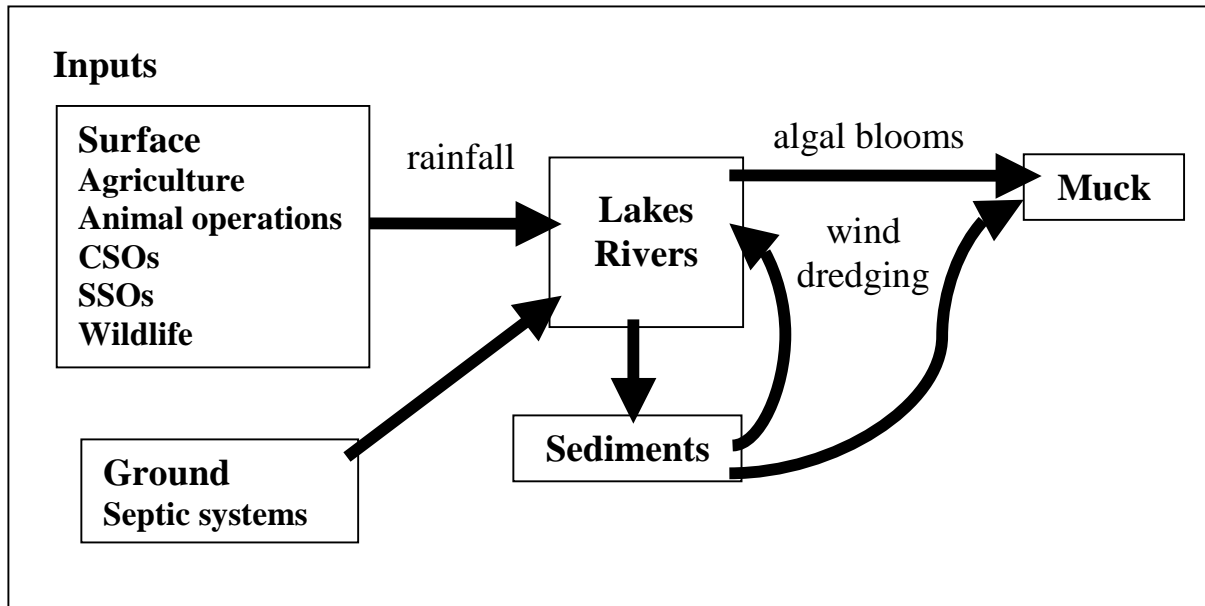 Inputs
Surface
Agriculture
Animal operations
CSOs
SSOs
Wildlife
rainfall
Lakes
Rivers
algal blooms
Muck
wind
dredging
Sediments
Ground
Septic systems